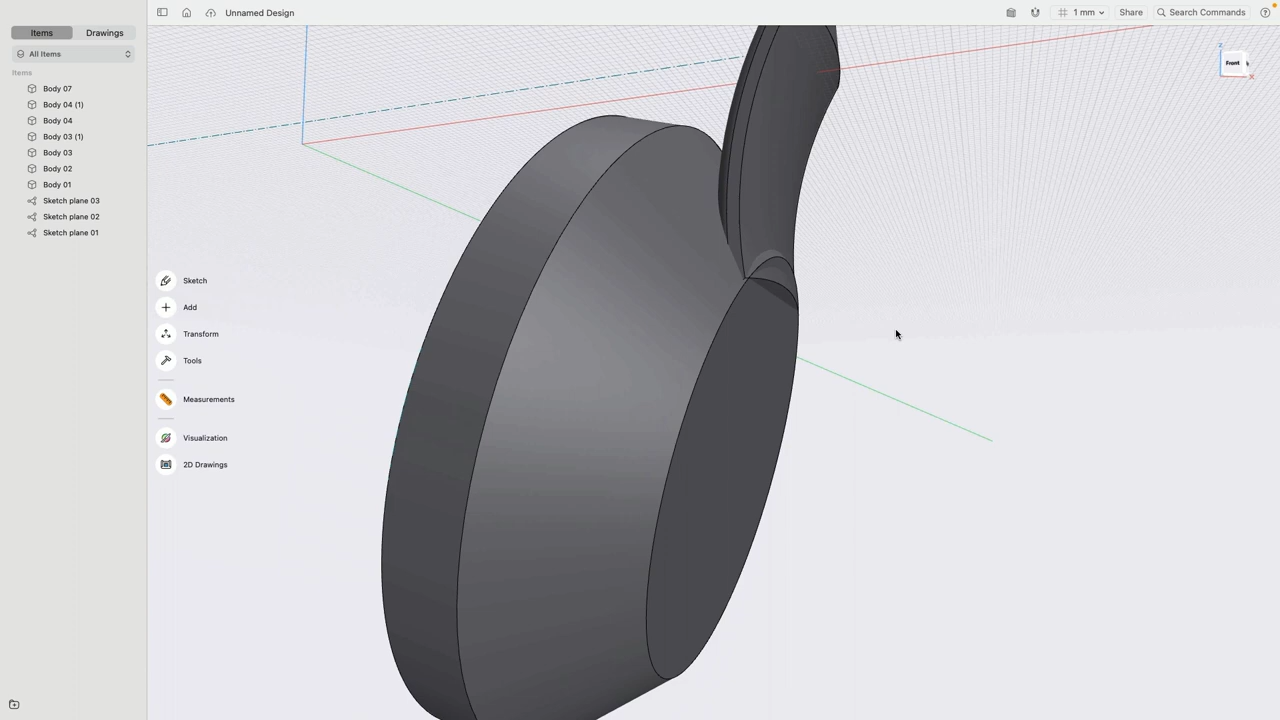 Unnamed Design
1 mm
Share
Search Commands
Items
Drawings
All Items
Items
Body 07
Body 04 (1)
Body 04
Body 03 (1)
Body 03
Body 02
Body 01
Sketch plane 03
Sketch plane 02
Sketch plane 01
Sketch
Add
Transform
Tools
Measurements
Visualization
2D Drawings
Z
Front
X